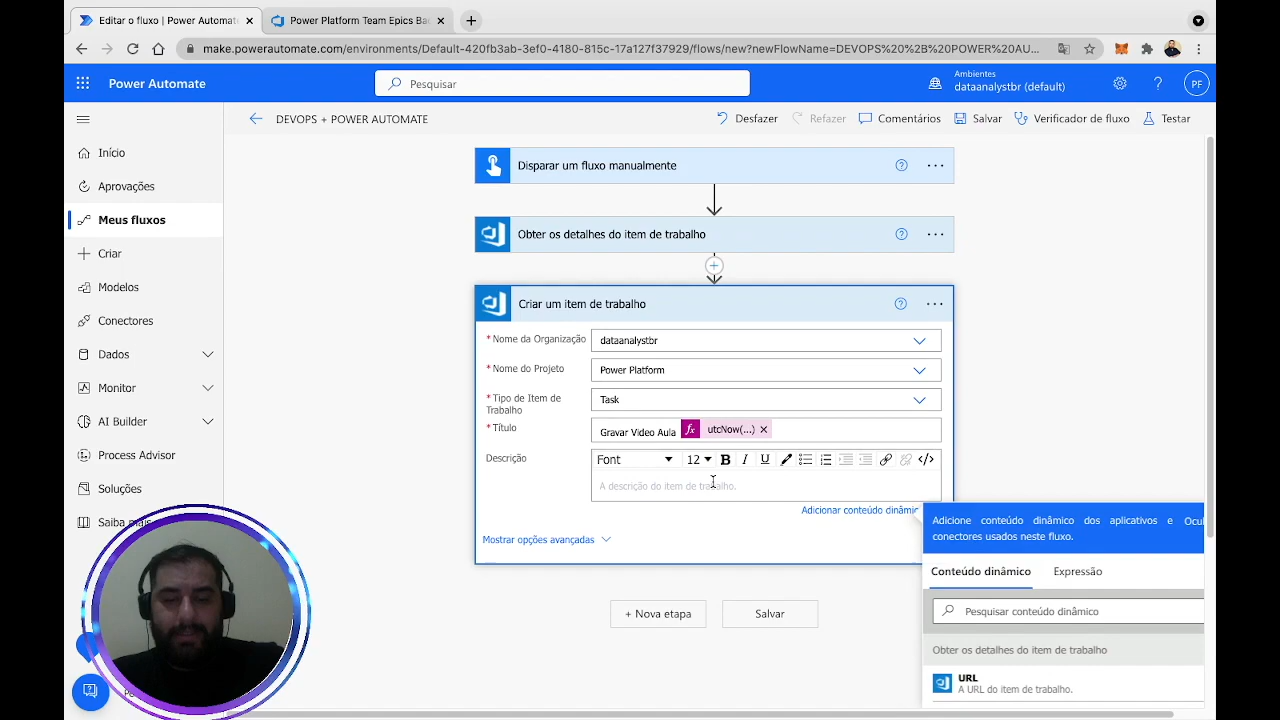 Editar o fluxo | Power Automate
Power Platform Team Epics Ba
make.powerautomate.com/environments/Default-420fb3ab-3ef0-4180-815c-17a127f37929/flows/new?newFlowName=DEVOPS%20%2B%20POWER%20AU...
Power Automate
Pesquisar
Ambientes
dataanalystbr (default)
PF
DEVOPS + POWER AUTOMATE
Desfazer
Refazer
Comentários
Salvar
Verificador de fluxo
Testar
Início
Aprovações
Meus fluxos
Criar
Modelos
Conectores
Dados
Monitor
AI Builder
Process Advisor
Soluções
Saiba mais
Disparar um fluxo manualmente
Obter os detalhes do item de trabalho
Criar um item de trabalho
* Nome da Organização
dataanalystbr
* Nome do Projeto
Power Platform
* Tipo de Item de
Trabalho
Task
* Título
Gravar Video Aula fx utcNow(...)
Descrição
Font
12
B I U
A descrição do item de trabalho.
Adicionar conteúdo dinâmic
Mostrar opções avançadas
+ Nova etapa
Salvar
Adicione conteúdo dinâmico dos aplicativos e
conectores usados neste fluxo.
Ocul
Conteúdo dinâmico
Expressão
Pesquisar conteúdo dinâmico
Obter os detalhes do item de trabalho
URL
A URL do item de trabalho.